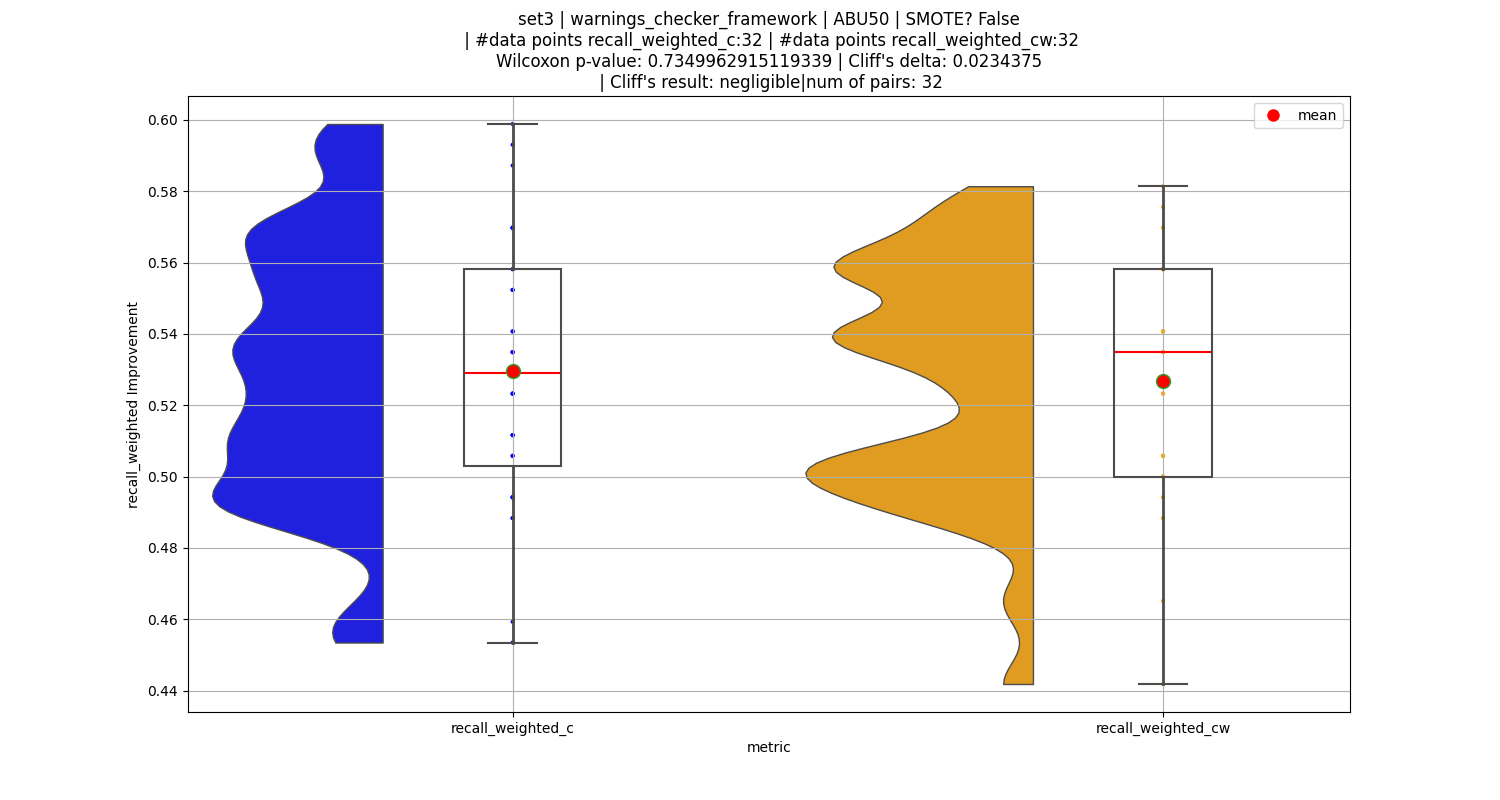 set3 | warnings_checker_framework | ABU50 | SMOTE? False
| #data points recall_weighted_c:32 | #data points recall_weighted_cw:32
Wilcoxon p-value: 0.7349962915119339 | Cliff's delta: 0.0234375
| Cliff's result: negligible|num of pairs: 32
mean
0.60
0.58
0.56
0.54
0.52
0.50
0.48
0.46
0.44
recall_weighted Improvement
recall_weighted_c
recall_weighted_cw
metric